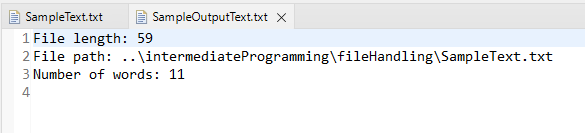 SampleText.txt SampleOutputText.txt
1 File length: 59
2 File path: ..\intermediateProgramming\fileHandling\SampleText.txt
3 Number of words: 11
4